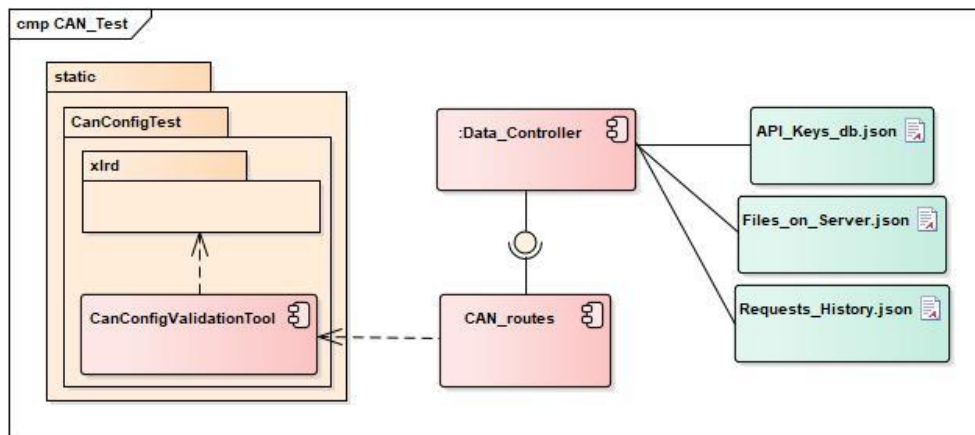 cmp CAN_Test
static
CanConfigTest
xlrd
CanConfigValidationTool
:Data_Controller
CAN_routes
API_Keys_db.json
Files_on_Server.json
Requests_History.json